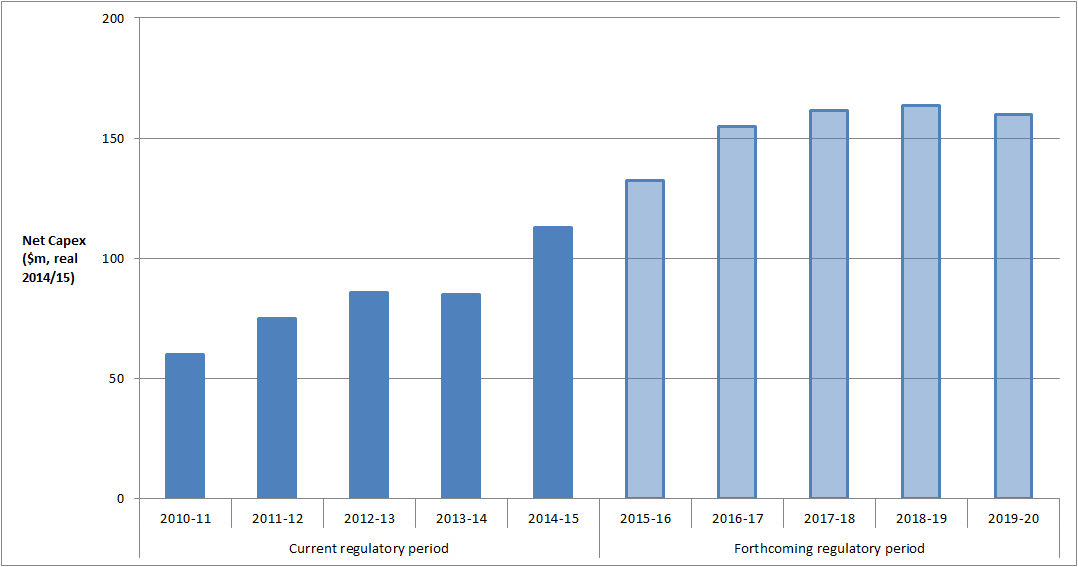 200
150
100
50
0
Net Capex
($m, real
2014/15)
2010-11 2011-12 2012-13 2013-14 2014-15 2015-16 2016-17 2017-18 2018-19 2019-20
Current regulatory period Forthcoming regulatory period